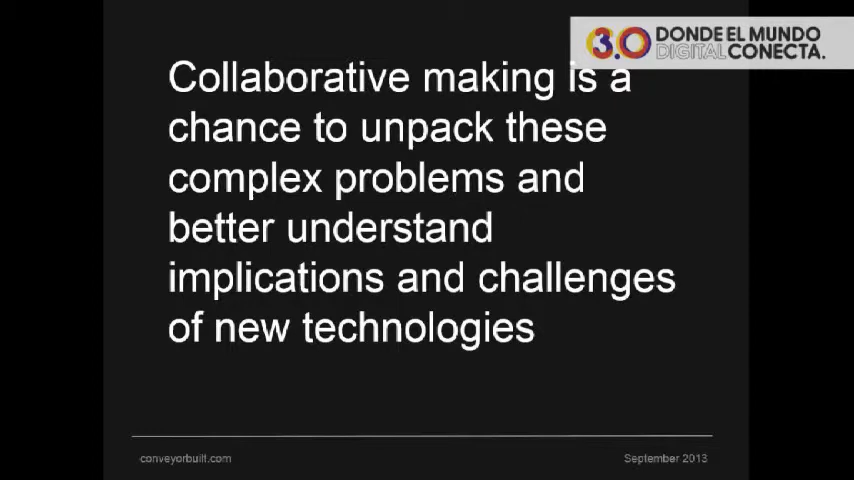 3.0 DONDE EL MUNDO
DIGITAL CONECTA.
Collaborative making is a
chance to unpack these
complex problems and
better understand
implications and challenges
of new technologies
conveyorbuilt.com
September 2013